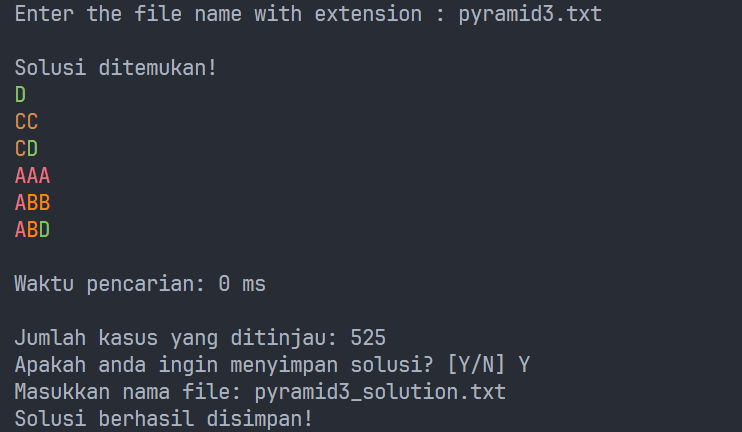 Enter the file name with extension : pyramid3.txt
Solusi ditemukan!
D
CC
CD
AAA
ABB
ABD
Waktu pencarian: 0 ms
Jumlah kasus yang ditinjau: 525
Apakah anda ingin menyimpan solusi? [Y/N] Y
Masukkan nama file: pyramid3_solution.txt
Solusi berhasil disimpan!